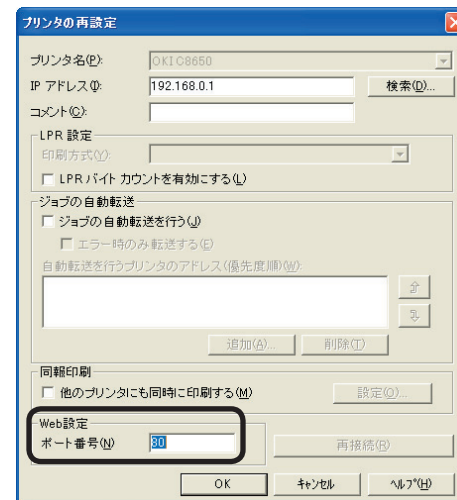 プリンタの再設定
プリンタ名(P): OKI C8650
IP アドレス(I): 192.168.0.1 検索(D)...
コメント(C):
LPR 設定
印刷方式(Y):
LPR バイト カウントを有効にする(L)
ジョブの自動転送
ジョブの自動転送を行う(J)
エラー時のみ転送する(E)
自動転送を行うプリンタのアドレス(優先度順)(W):
追加(A)... 削除(T)
同報印刷
他のプリンタにも同時に印刷する(M) 設定(O)...
Web設定
ポート番号(N) 80 再接続(R)
OK キャンセル ヘルプ(H)